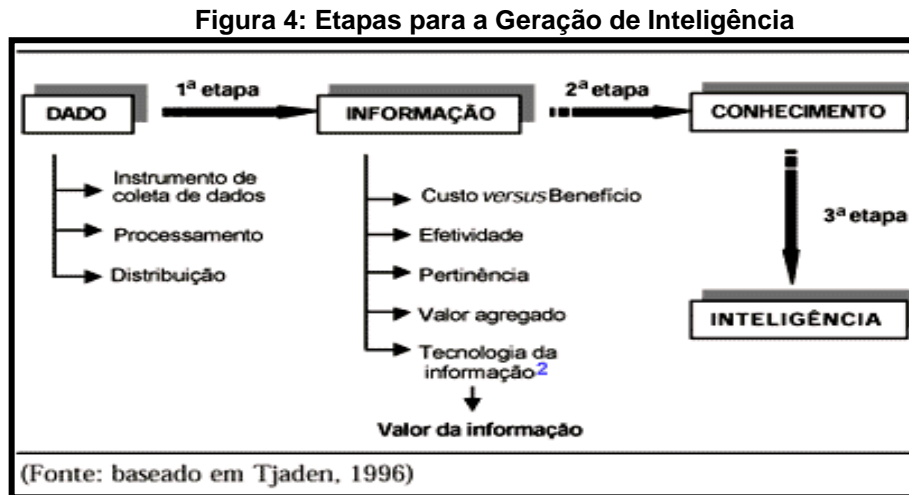 Figura 4: Etapas para a Geração de Inteligência
1ª etapa
2ª etapa
DADO
INFORMAÇÃO
CONHECIMENTO
Instrumento de
coleta de dados
Processamento
Distribuição
Custo versus Benefício
Efetividade
Pertinência
Valor agregado
Tecnologia da
informação2
Valor da informação
3ª etapa
INTELIGÊNCIA
(Fonte: baseado em Tjaden, 1996)